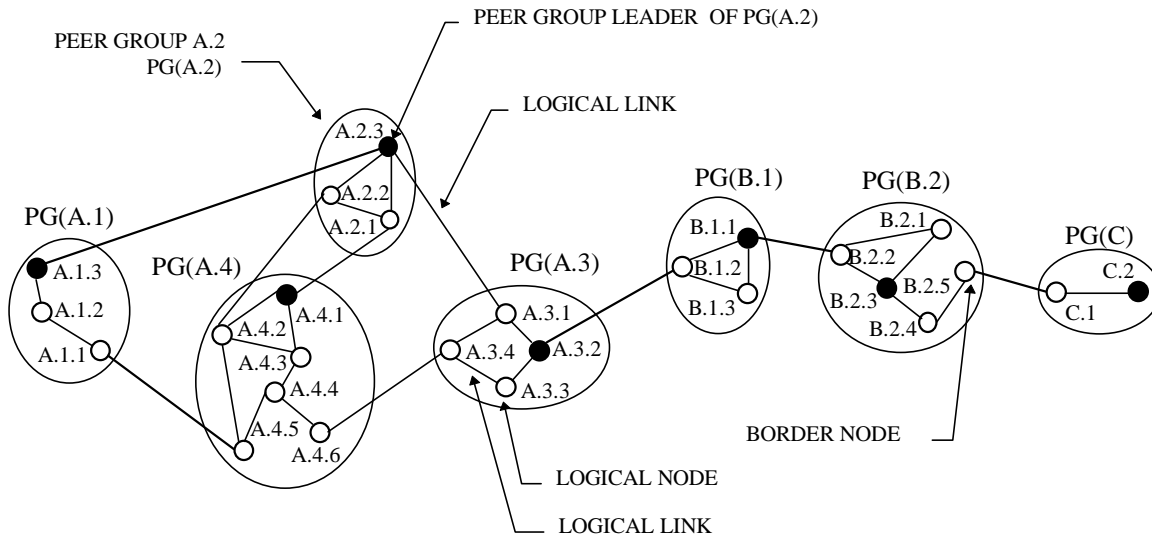 PEER GROUP LEADER OF PG(A.2)
PEER GROUP A.2
PG(A.2)
LOGICAL LINK
A.2.3
A.2.2
A.2.1
PG(A.1)
A.1.3
A.1.2
A.1.1
PG(A.4)
A.4.1
A.4.2
A.4.3
A.4.4
A.4.5
A.4.6
PG(A.3)
A.3.1
A.3.4
A.3.2
A.3.3
PG(B.1)
B.1.1
B.1.2
B.1.3
PG(B.2)
B.2.1
B.2.2
B.2.3
B.2.5
B.2.4
PG(C)
C.2
C.1
BORDER NODE
LOGICAL NODE
LOGICAL LINK